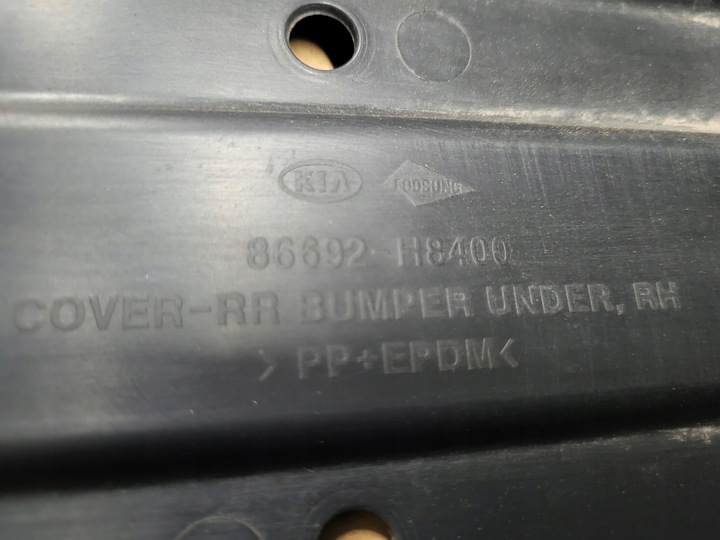 KIA FOOSUNG
86692-H8400
COVER-RR BUMPER UNDER, RH
>PP+EPDM<